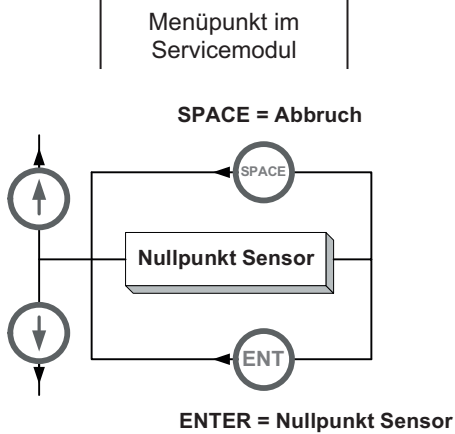 Menüpunkt im
Servicemodul
SPACE = Abbruch
SPACE
Nullpunkt Sensor
ENT
ENTER = Nullpunkt Sensor